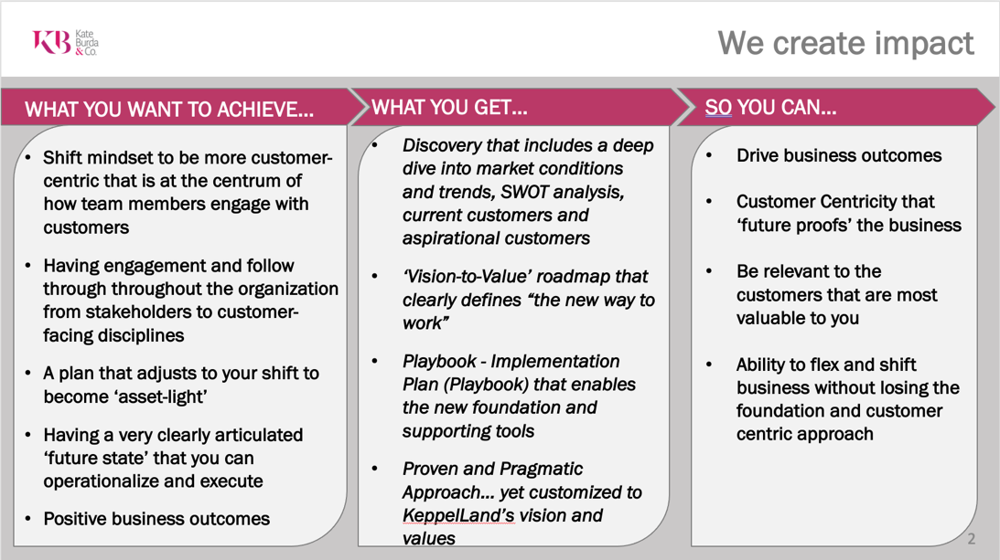 KB Kate
Burda
& Co.
We create impact
WHAT YOU WANT TO ACHIEVE...
• Shift mindset to be more customer-
centric that is at the centrum of
how team members engage with
customers
• Having engagement and follow
through throughout the organization
from stakeholders to customer-
facing disciplines
• A plan that adjusts to your shift to
become ‘asset-light’
• Having a very clearly articulated
‘future state’ that you can
operationalize and execute
• Positive business outcomes
WHAT YOU GET...
• Discovery that includes a deep
dive into market conditions
and trends, SWOT analysis,
current customers and
aspirational customers
• ‘Vision-to-Value’ roadmap that
clearly defines “the new way to
work”
• Playbook - Implementation
Plan (Playbook) that enables
the new foundation and
supporting tools
• Proven and Pragmatic
Approach... yet customized to
KeppelLand’s vision and
values
SO YOU CAN...
• Drive business outcomes
• Customer Centricity that
‘future proofs’ the business
• Be relevant to the
customers that are most
valuable to you
• Ability to flex and shift
business without losing the
foundation and customer
centric approach
2